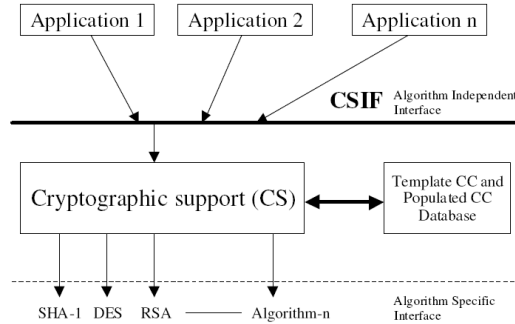 Application 1
Application 2
Application n
CSIF
Algorithm Independent
Interface
Cryptographic support (CS)
Template CC and
Populated CC
Database
SHA-1 DES RSA Algorithm-n
Algorithm Specific
Interface